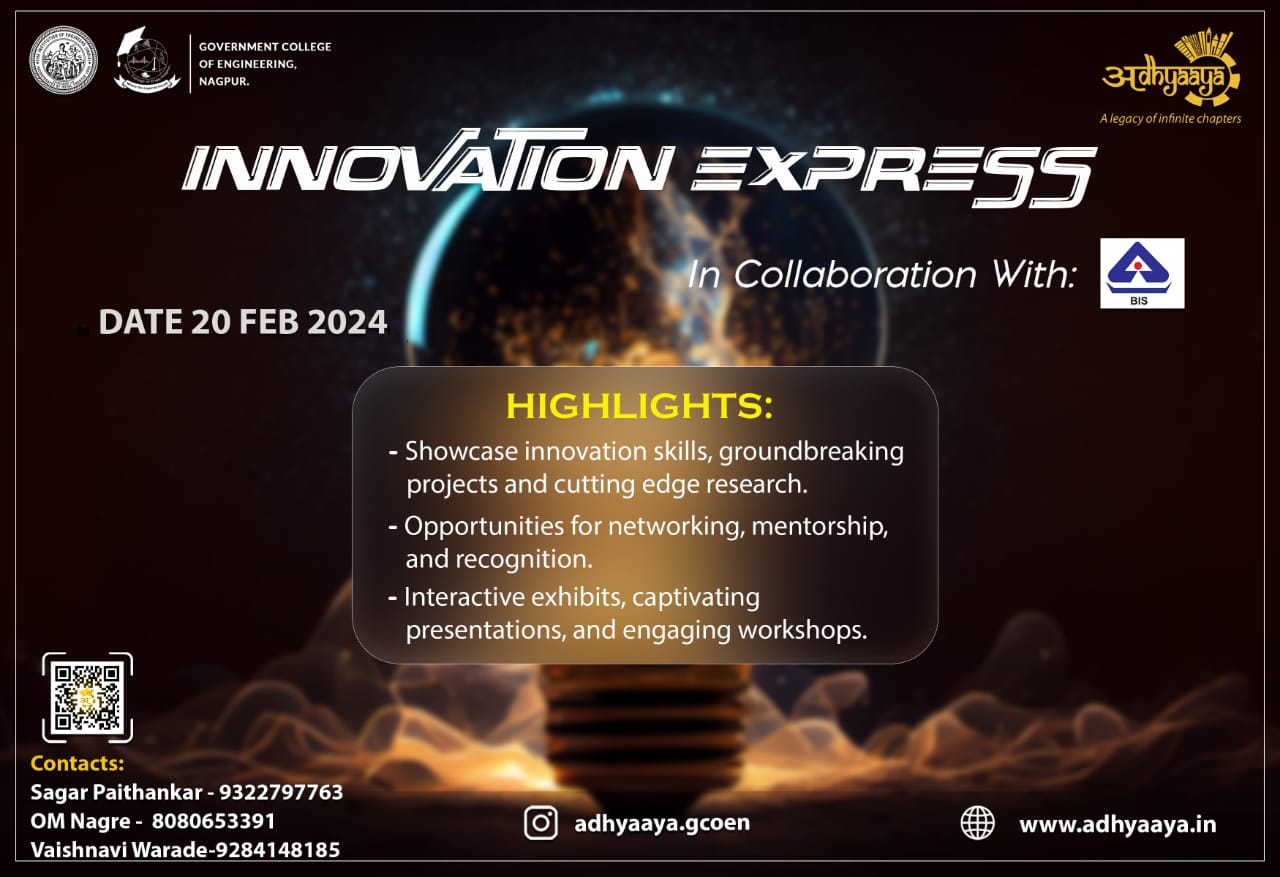 GOVERNMENT COLLEGE
OF ENGINEERING,
NAGPUR.
अdhyaaya
A legacy of infinite chapters
INNOVATION EXPRESS
In Collaboration With:
BIS
DATE 20 FEB 2024
HIGHLIGHTS:
- Showcase innovation skills, groundbreaking
projects and cutting edge research.
- Opportunities for networking, mentorship,
and recognition.
- Interactive exhibits, captivating
presentations, and engaging workshops.
Contacts:
Sagar Paithankar - 9322797763
OM Nagre - 8080653391
Vaishnavi Warade-9284148185
adhyaaya.gcoen
www.adhyaaya.in